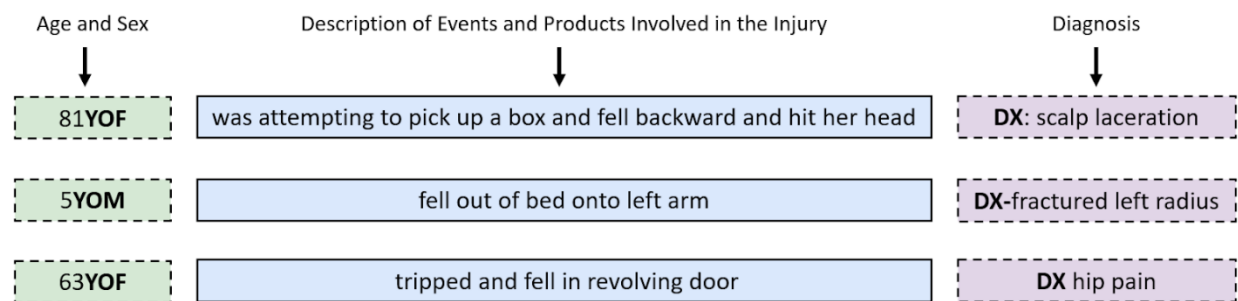 Age and Sex Description of Events and Products Involved in the Injury Diagnosis
81YOF was attempting to pick up a box and fell backward and hit her head DX: scalp laceration
5YOM fell out of bed onto left arm DX-fractured left radius
63YOF tripped and fell in revolving door DX hip pain